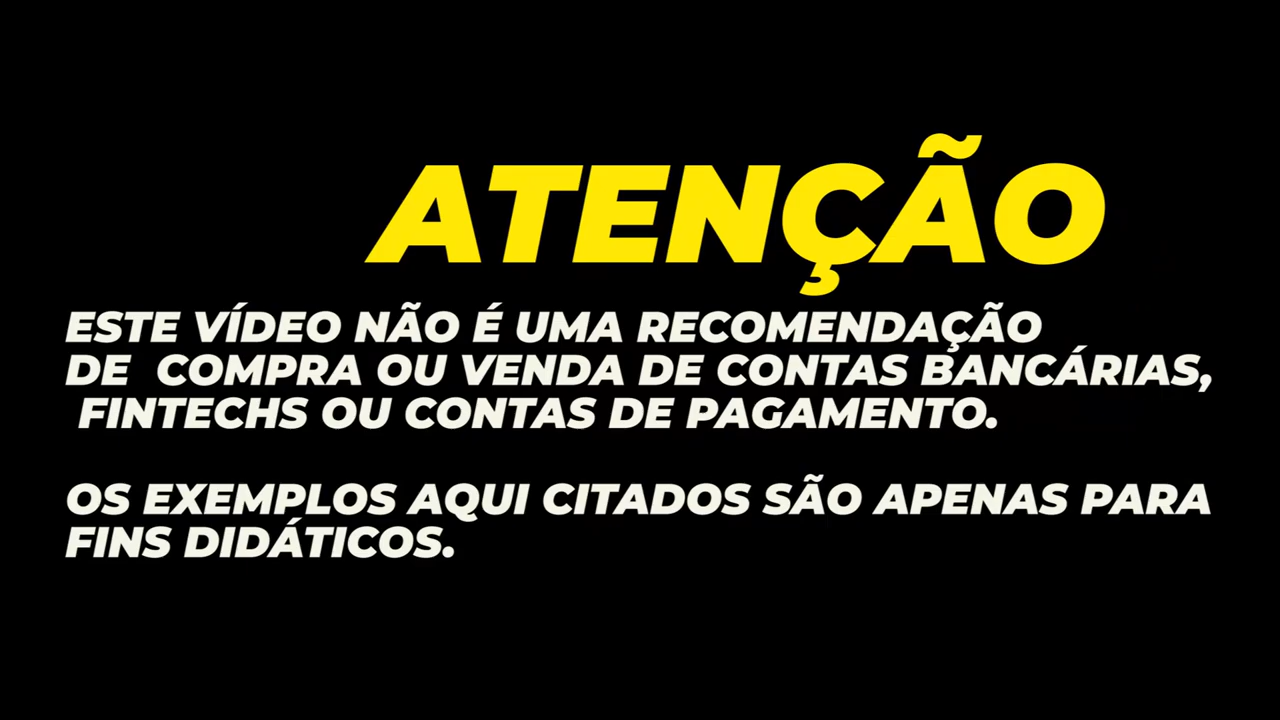 ATENÇÃO
ESTE VÍDEO NÃO É UMA RECOMENDAÇÃO
DE  COMPRA OU VENDA DE CONTAS BANCÁRIAS,
FINTECHS OU CONTAS DE PAGAMENTO.
OS EXEMPLOS AQUI CITADOS SÃO APENAS PARA
FINS DIDÁTICOS.